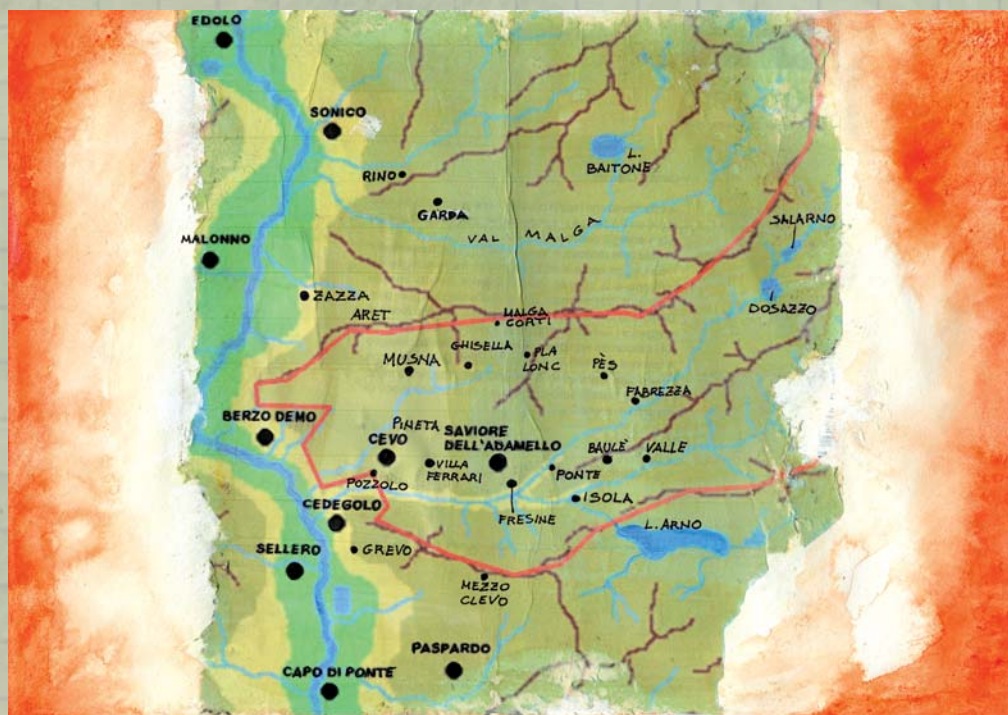 EDOLO
SONICO
L.
BAITONE
RINO
GARDA
VAL MALGA
SALARNO
MALONNO
ZAZZA
DOSAZZO
ARET
MALGA
CORTI
GHISELLA
PLA
LONC
MUSNA
PÈS
FABREZZA
BERZO DEMO
PINETA
CEVO
SAVIORE
DELL'ADAMELLO
BAULÈ
VALLE
VILLA
FERRARI
PONTE
POZZOLO
ISOLA
CEDEGOLO
FRESINE
L. ARNO
GREVO
SELLERO
MEZZO
CLEVO
PASPARDO
CAPO DI PONTE